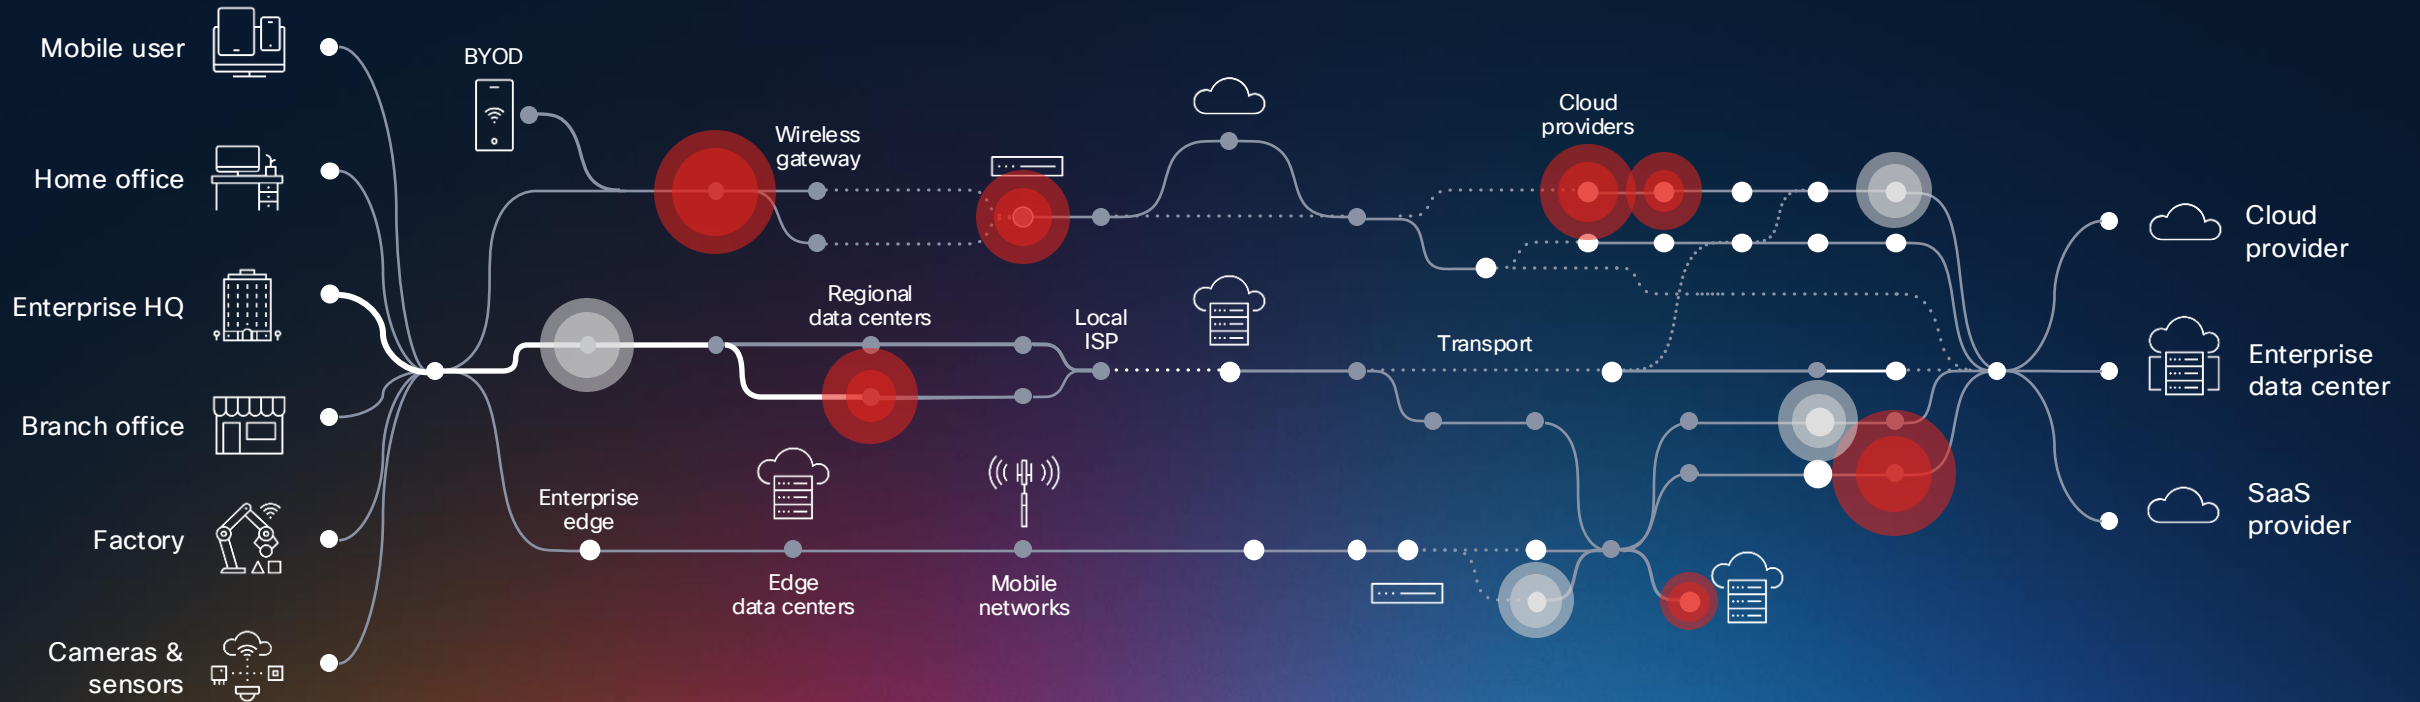 Mobile user
Home office
Enterprise HQ
Branch office
Factory
Cameras &
sensors
BYOD
Wireless
gateway
Regional
data centers
Local
ISP
Enterprise
edge
Edge
data centers
Mobile
networks
Cloud
providers
Transport
Cloud
provider
Enterprise
data center
SaaS
provider